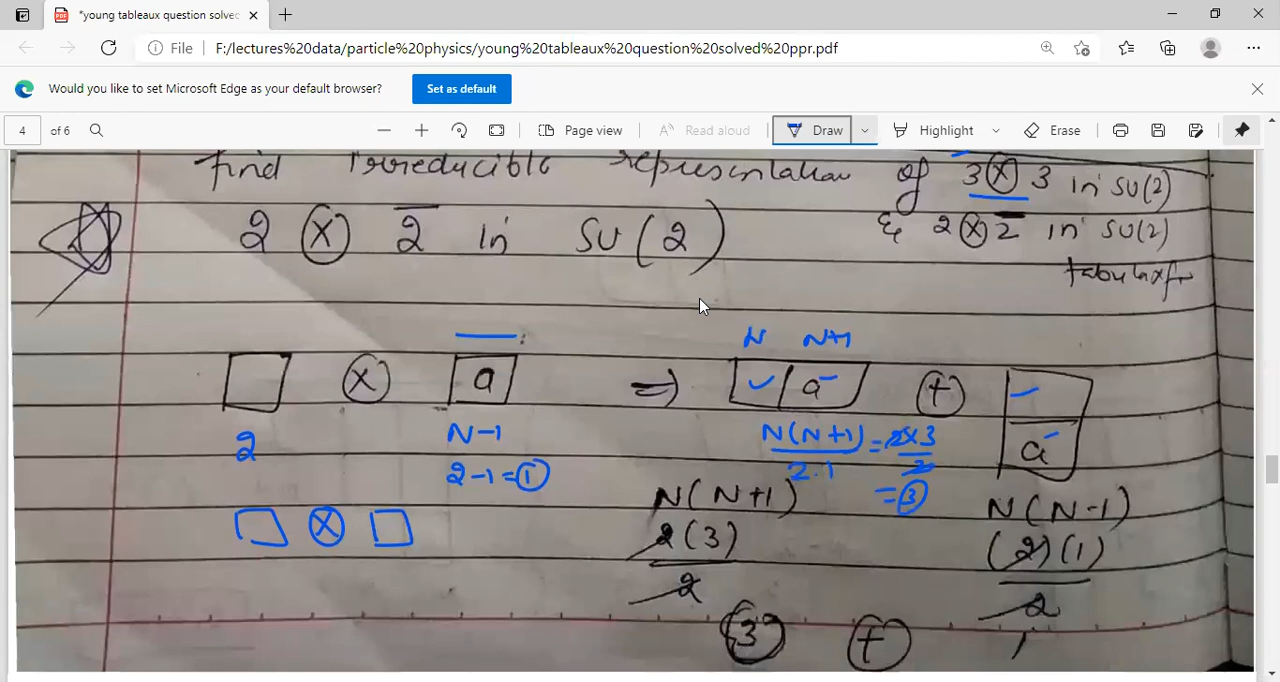 *young tableaux question solved
File F:/lectures%20data/particle%20physics/young%20tableaux%20question%20solved%20ppr.pdf
Would you like to set Microsoft Edge as your default browser? Set as default
4 of 6 Page view Read aloud Draw Highlight Erase
find irreducible representation of 3 ⊗ 3 in SU(2)
& 2 ⊗ 2̅ in SU(2)
2 ⊗ 2̅ in SU(2)
N N+1
⊗ a ⇒ a ⊕ a
2 N-1 N(N+1)/2.1 = 2x3/2
2-1=① =③
□ ⊗ □ N(N+1) N(N-1)
2(3)/2 (2)(1)/2
③ ⊕ 1